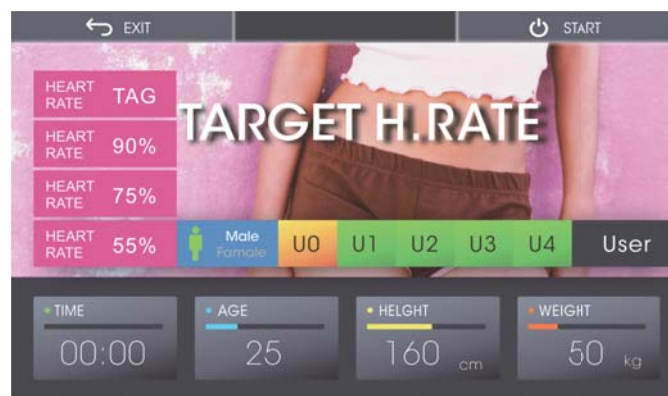 EXIT
START
HEART RATE TAG
TARGET H.RATE
HEART RATE 90%
HEART RATE 75%
HEART RATE 55%
Male
Famale
U0 U1 U2 U3 U4 User
TIME
00:00
AGE
25
HELGHT
160 cm
WEIGHT
50 kg